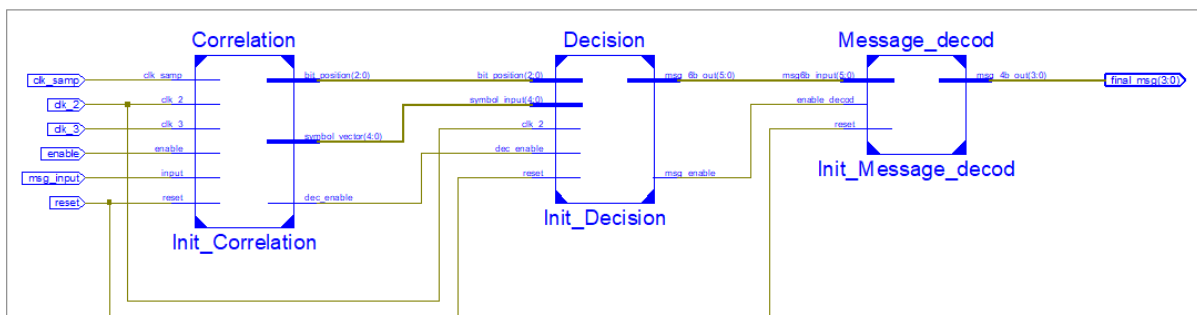 Correlation
clk_samp
clk_samp
bit_position(2:0)
clk_2
clk_2
symbol_vector(4:0)
clk_3
clk_3
enable
enable
msg_input
input
reset
reset
dec_enable
Init_Correlation
Decision
bit_position(2:0)
msg_6b_out(5:0)
symbol_input(4:0)
clk_2
dec_enable
reset
msg_enable
Init_Decision
Message_decod
msg6b_input(5:0)
msg_4b_out(3:0)
final_msg(3:0)
enable_decod
reset
Init_Message_decod